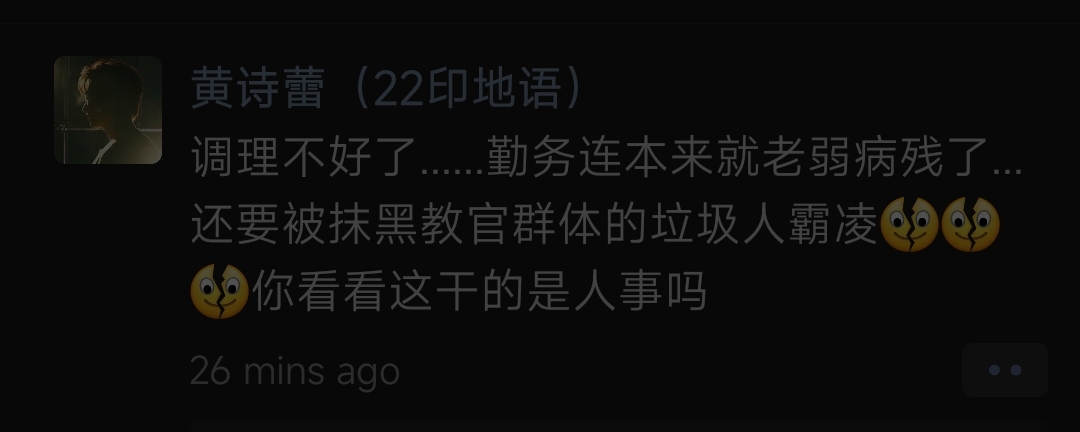 黄诗蕾（22印地语）
调理不好了……勤务连本来就老弱病残了…
还要被抹黑教官群体的垃圾人霸凌
你看看这干的是人事吗
26 mins ago